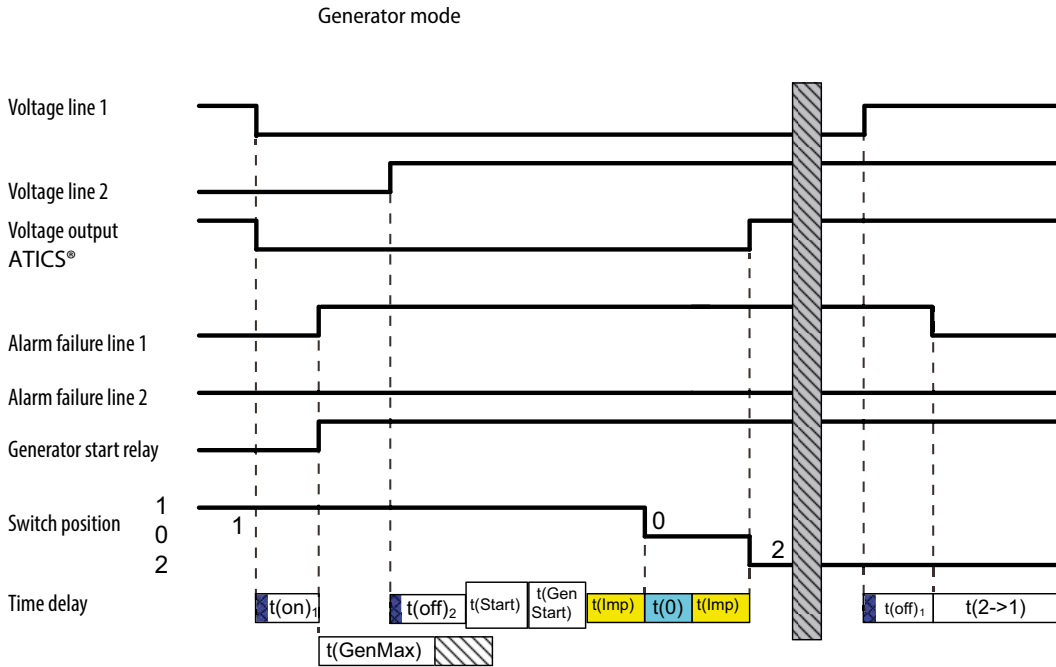 Generator mode
Voltage line 1
Voltage line 2
Voltage output
ATICS®
Alarm failure line 1
Alarm failure line 2
Generator start relay
Switch position
1
0
2
1
0
2
Time delay
t(on)₁
t(off)₂
t(Start)
t(Gen
Start)
t(Imp)
t(0)
t(Imp)
t(off)₁
t(2->1)
t(GenMax)